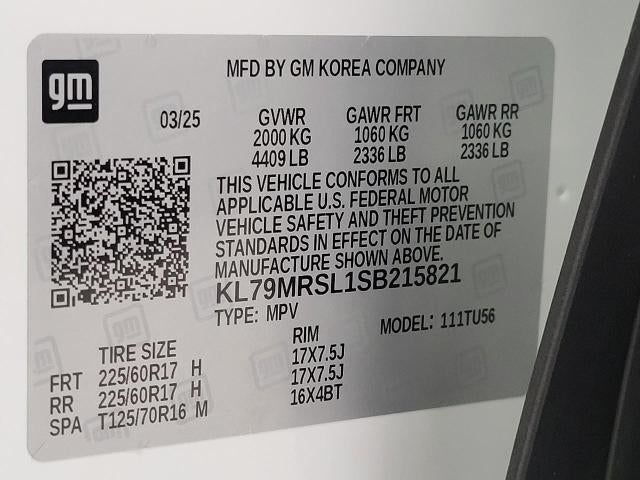 gm
MFD BY GM KOREA COMPANY
03/25 GVWR GAWR FRT GAWR RR
2000 KG 1060 KG 1060 KG
4409 LB 2336 LB 2336 LB
THIS VEHICLE CONFORMS TO ALL
APPLICABLE U.S. FEDERAL MOTOR
VEHICLE SAFETY AND THEFT PREVENTION
STANDARDS IN EFFECT ON THE DATE OF
MANUFACTURE SHOWN ABOVE.
KL79MRSL1SB215821
TYPE: MPV MODEL: 111TU56
TIRE SIZE RIM
FRT 225/60R17 H 17X7.5J
RR 225/60R17 H 17X7.5J
SPA T125/70R16 M 16X4BT